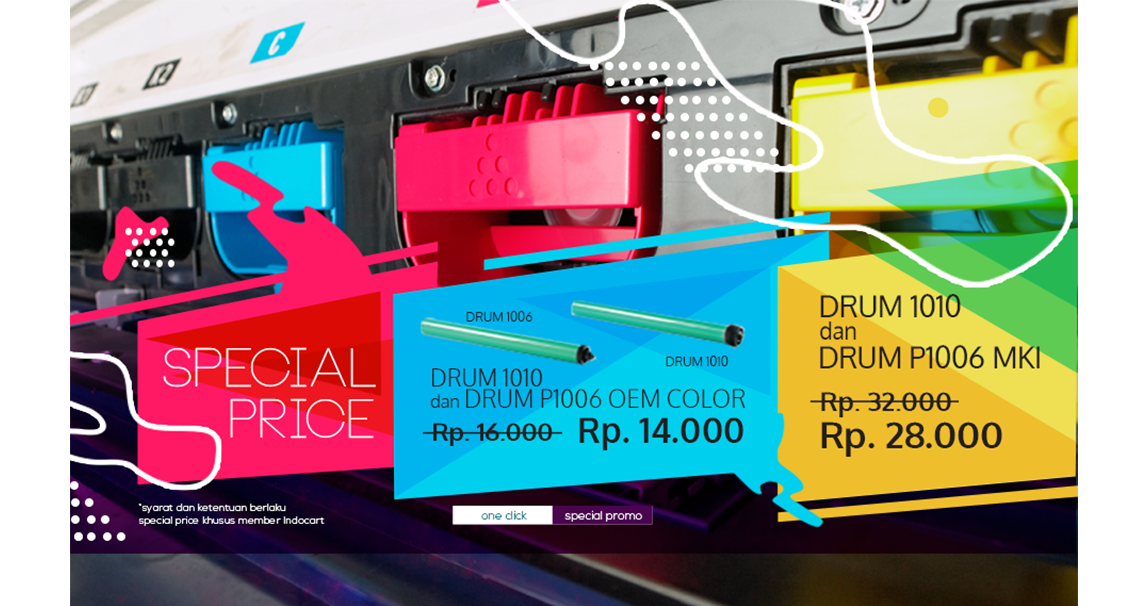 K1
K2
C
SPECIAL
PRICE
DRUM 1006
DRUM 1010
DRUM 1010
dan DRUM P1006 OEM COLOR
Rp. 16.000 Rp. 14.000
DRUM 1010
dan
DRUM P1006 MKI
Rp. 32.000
Rp. 28.000
*syarat dan ketentuan berlaku
special price khusus member Indocart
one click special promo